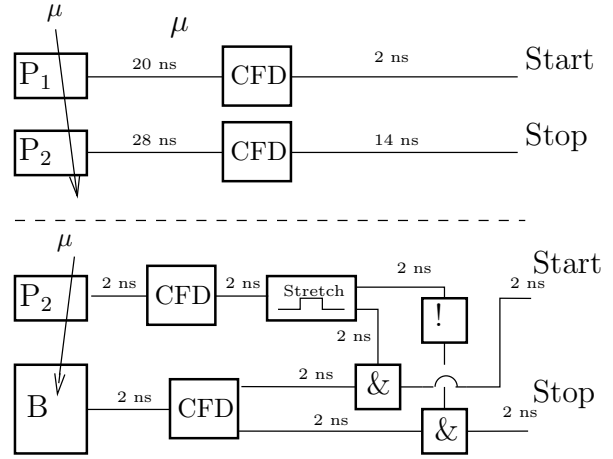 μ μ
20 ns 2 ns Start
P1 CFD
28 ns 14 ns Stop
P2 CFD
μ
2 ns 2 ns 2 ns 2 ns Start
P2 CFD Stretch !
2 ns
2 ns & Stop
B 2 ns CFD
2 ns & 2 ns